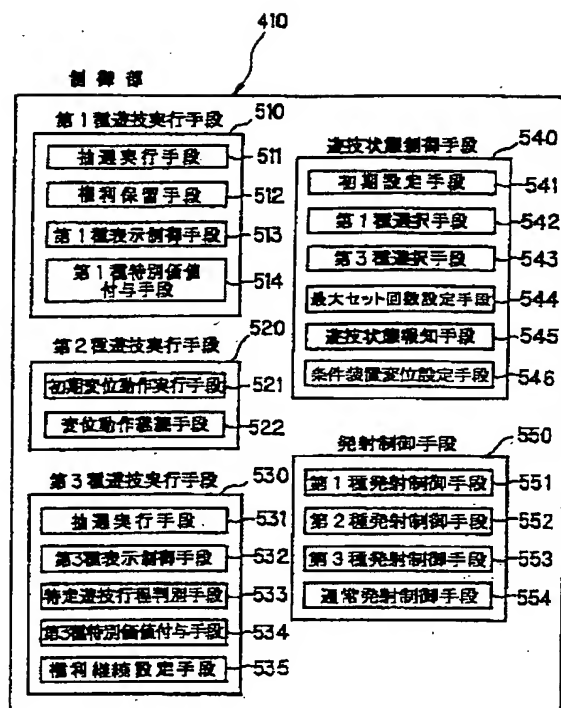 410
制御部
第1種遊技実行手段
510
抽選実行手段
511
権利保留手段
512
第1種表示制御手段
513
第1種特別価値
付与手段
514
第2種遊技実行手段
520
初期変位動作実行手段
521
変位動作継続手段
522
第3種遊技実行手段
530
抽選実行手段
531
第3種表示制御手段
532
特定遊技行程判別手段
533
第3種特別価値付与手段
534
権利継続設定手段
535
遊技状態制御手段
540
初期設定手段
541
第1種選択手段
542
第3種選択手段
543
最大セット回数設定手段
544
遊技状態報知手段
545
条件装置変位設定手段
546
発射制御手段
550
第1種発射制御手段
551
第2種発射制御手段
552
第3種発射制御手段
553
通常発射制御手段
554